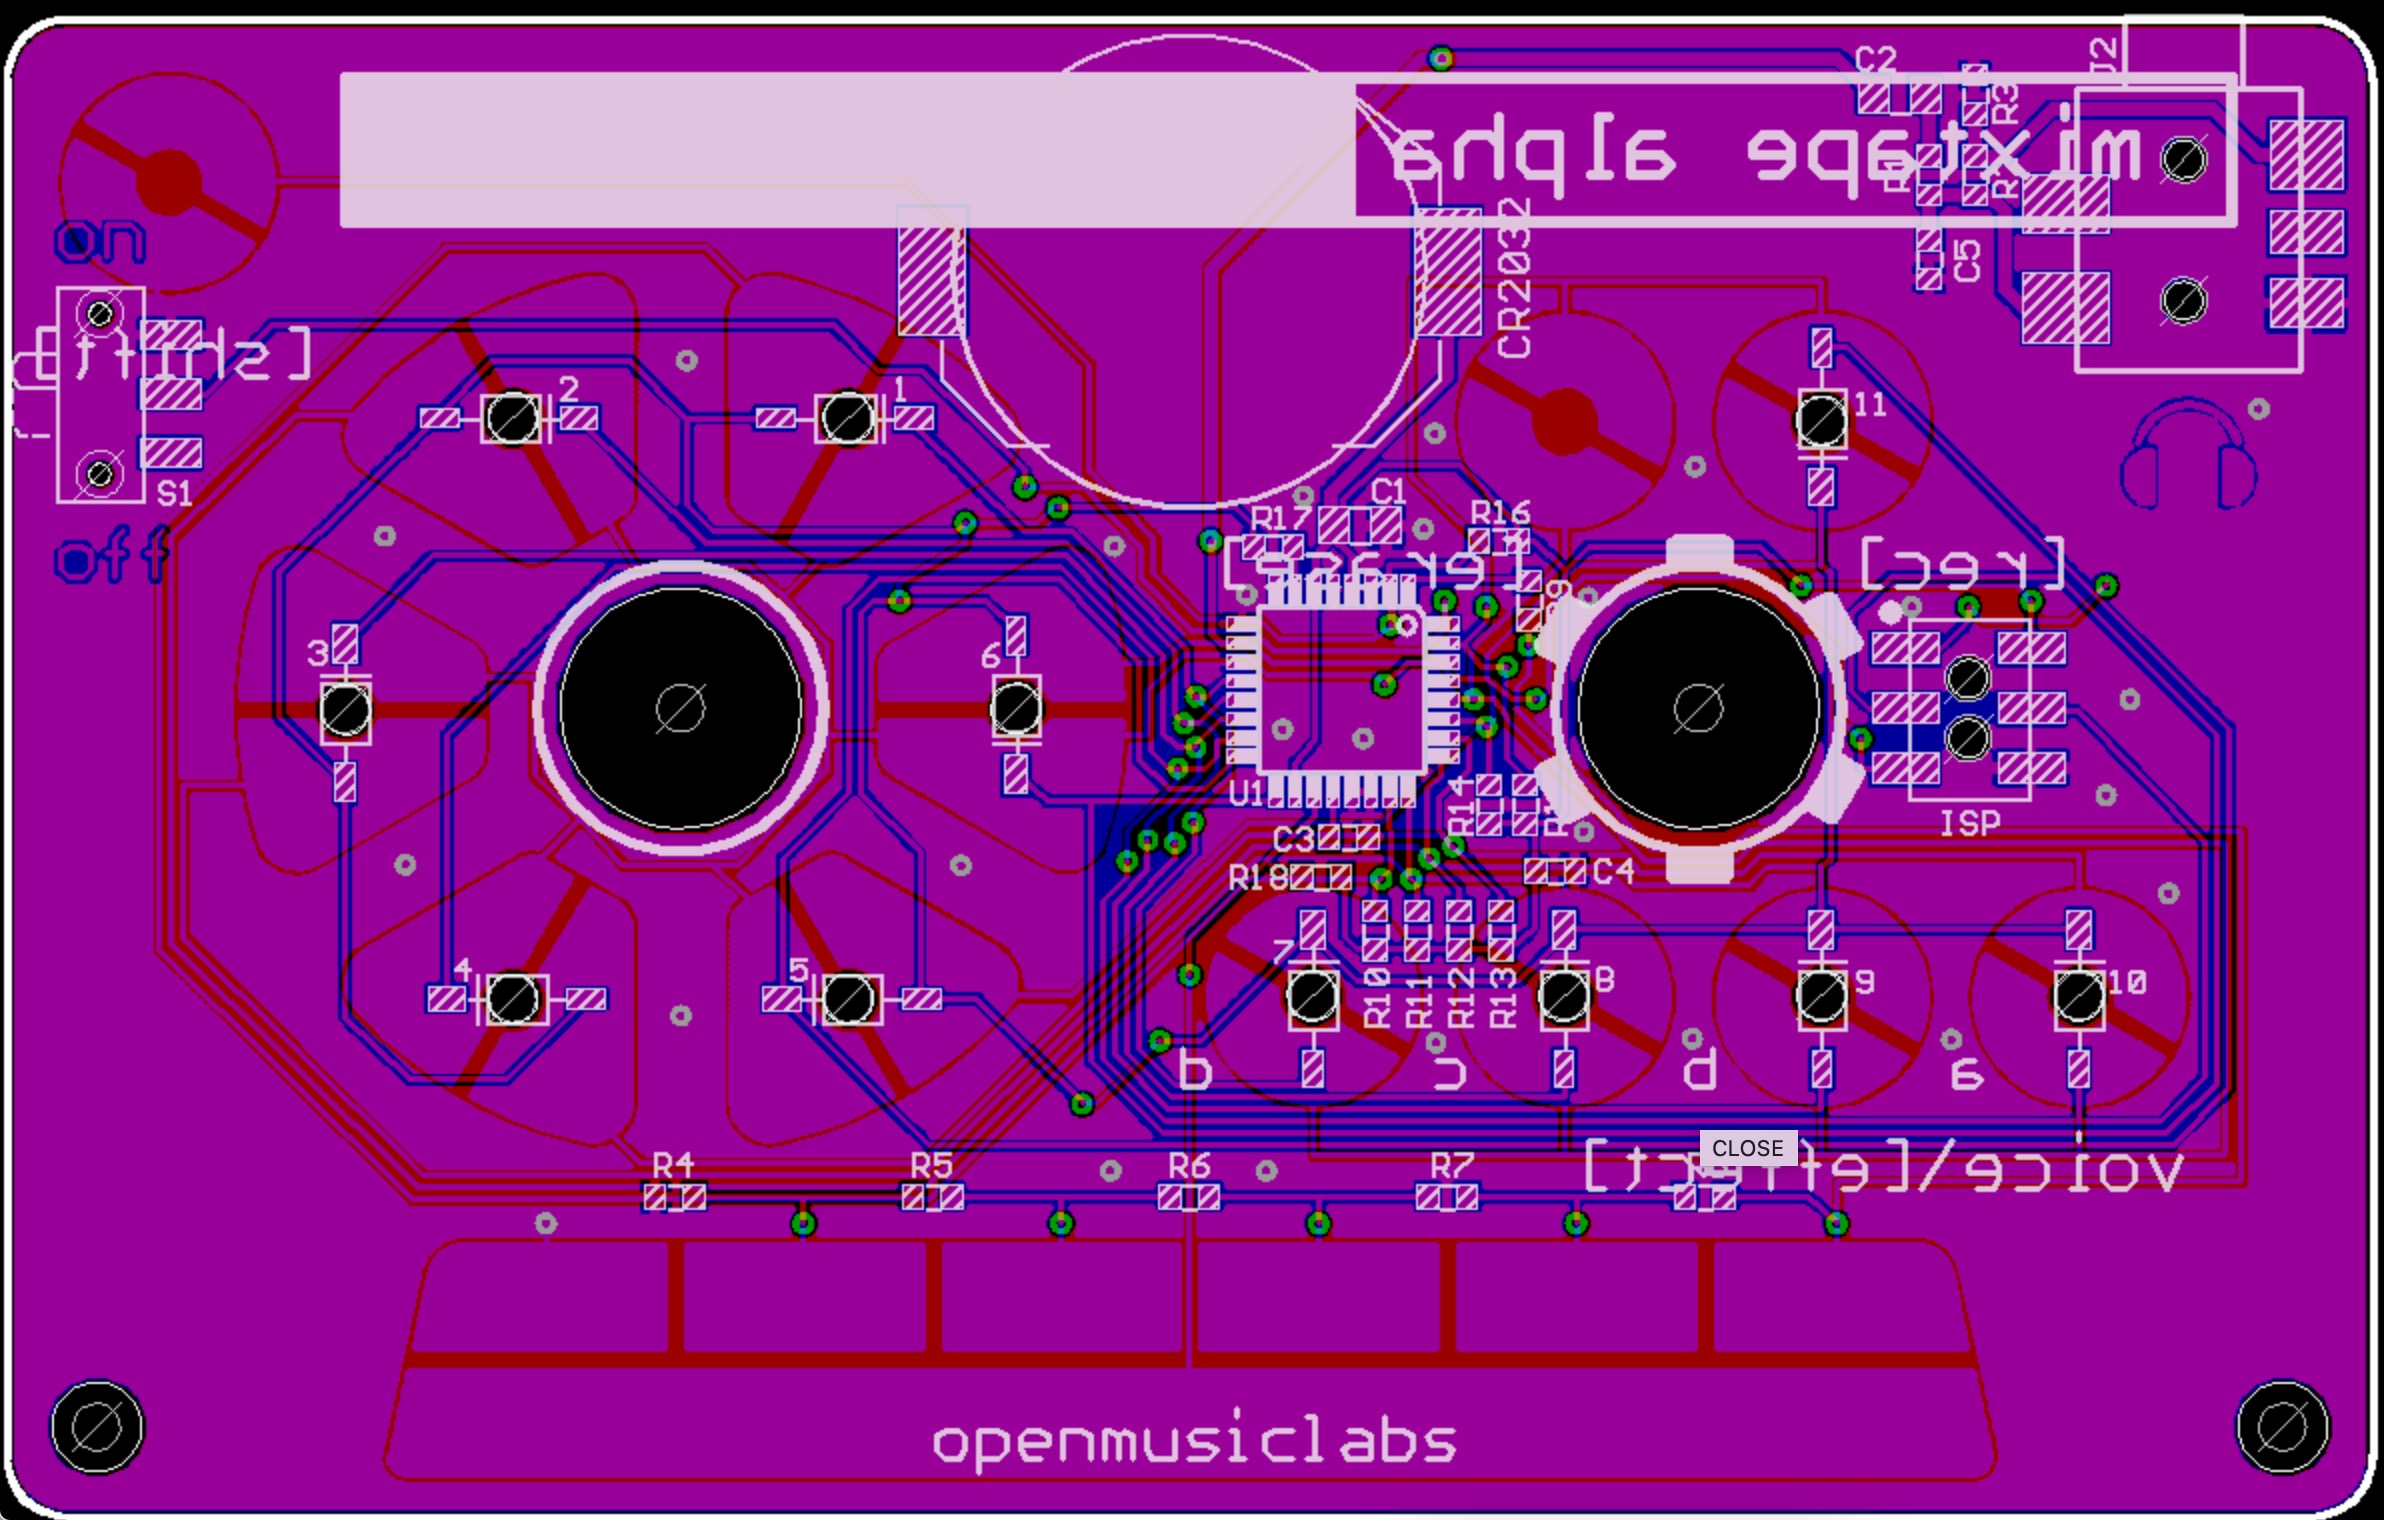 C2
J2
R3
mixtape alpha
on
C5
CR2032
[shift]
2
1
11
S1
C1
R17
R16
off
[rec]
3
6
U1
R14
ISP
C3
R18
C4
7
4
5
8
9
10
R10
R11
R12
R13
b
c
d
a
CLOSE
voice/[effect]
R4
R5
R6
R7
openmusiclabs